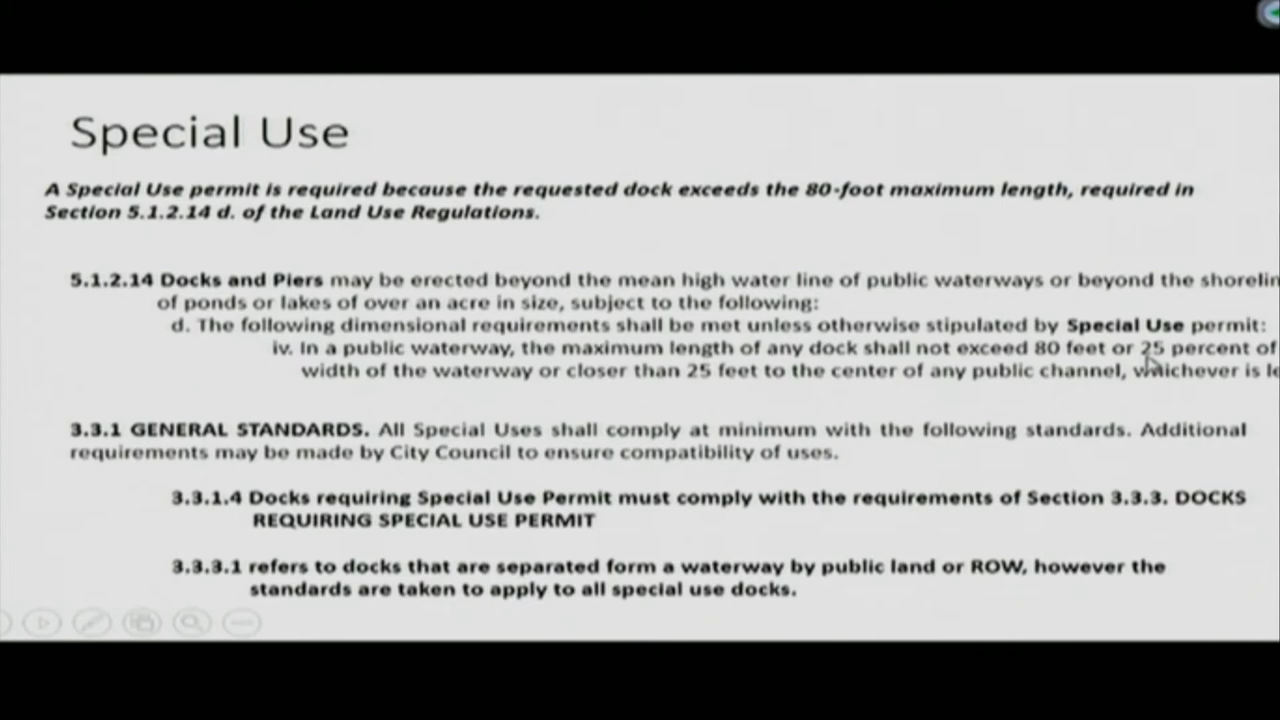 Special Use
A Special Use permit is required because the requested dock exceeds the 80-foot maximum length, required in
Section 5.1.2.14 d. of the Land Use Regulations.
5.1.2.14 Docks and Piers may be erected beyond the mean high water line of public waterways or beyond the shorelin
of ponds or lakes of over an acre in size, subject to the following:
d. The following dimensional requirements shall be met unless otherwise stipulated by Special Use permit:
iv. In a public waterway, the maximum length of any dock shall not exceed 80 feet or 25 percent of
width of the waterway or closer than 25 feet to the center of any public channel, whichever is le
3.3.1 GENERAL STANDARDS. All Special Uses shall comply at minimum with the following standards. Additional
requirements may be made by City Council to ensure compatibility of uses.
3.3.1.4 Docks requiring Special Use Permit must comply with the requirements of Section 3.3.3. DOCKS
REQUIRING SPECIAL USE PERMIT
3.3.3.1 refers to docks that are separated form a waterway by public land or ROW, however the
standards are taken to apply to all special use docks.